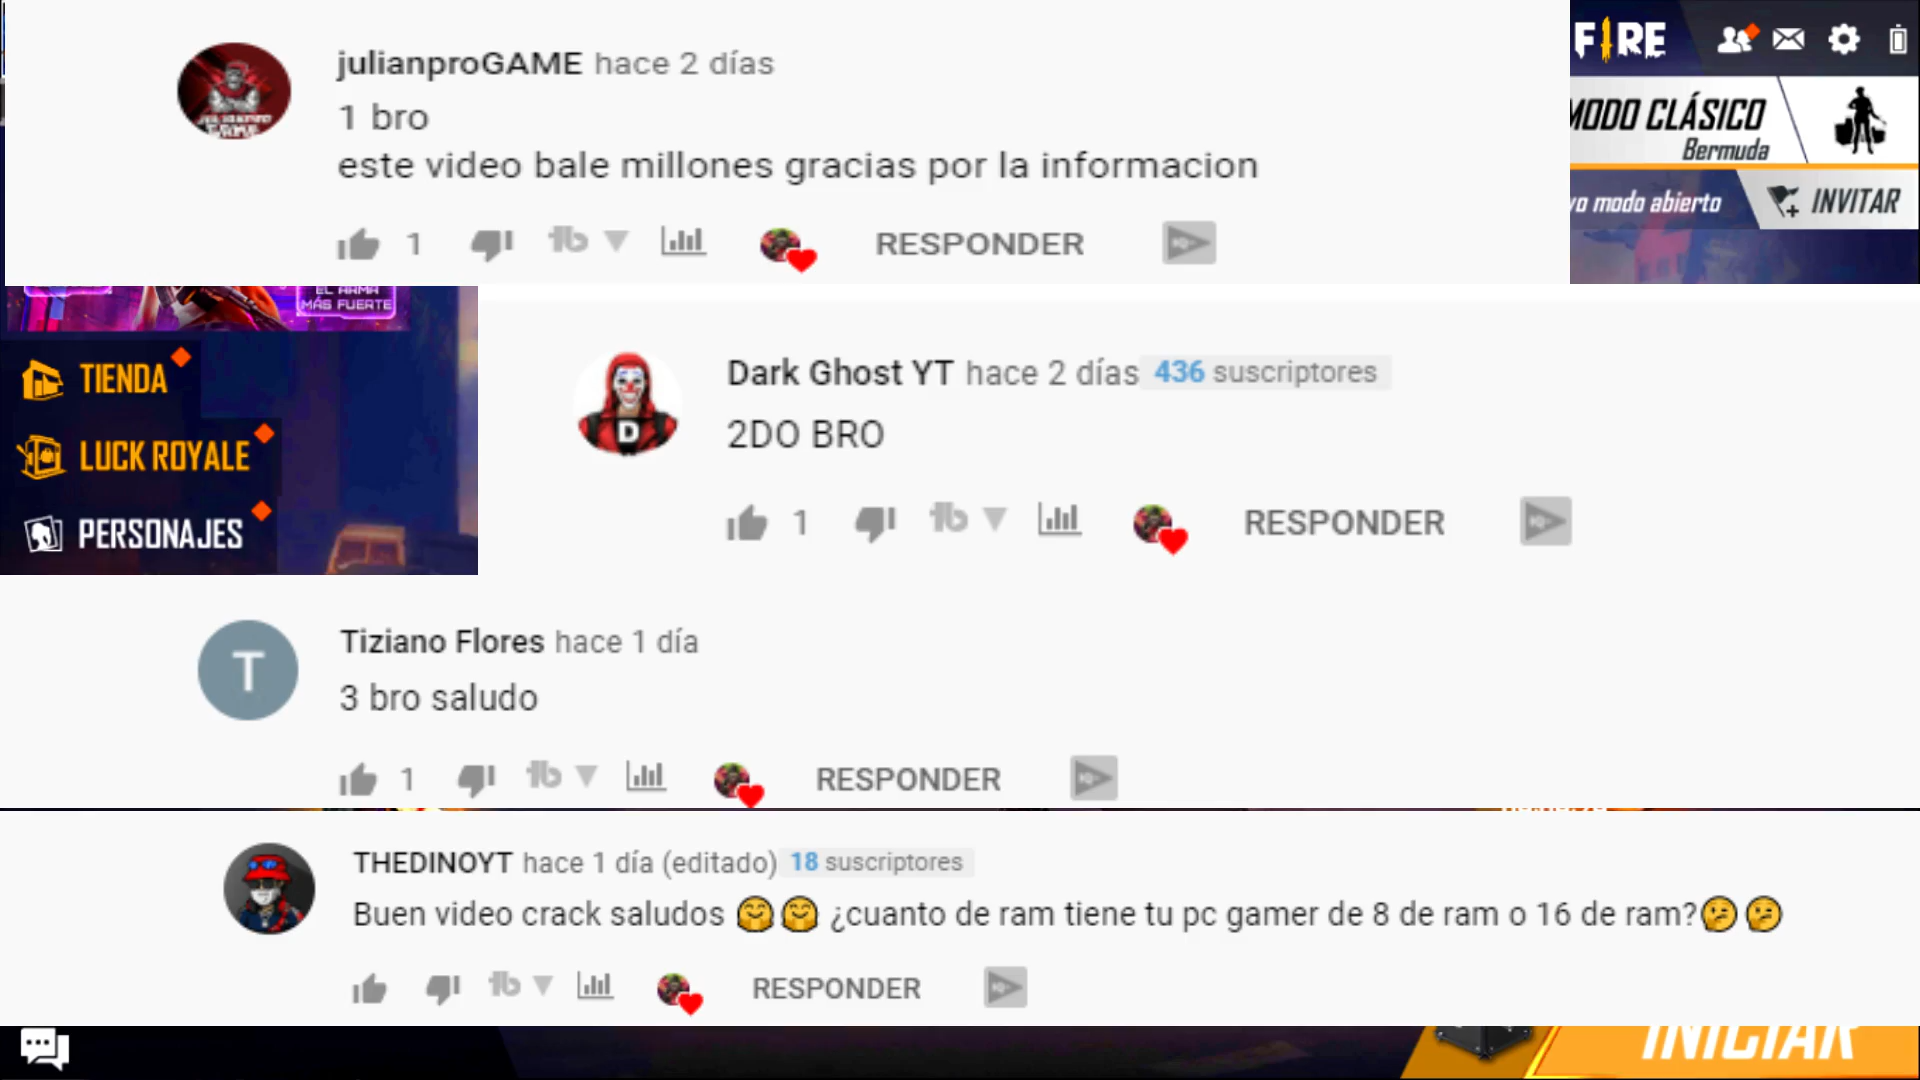 julianproGAME hace 2 días
1 bro
este video bale millones gracias por la informacion
1 RESPONDER
FIRE
MODO CLÁSICO
Bermuda
vo modo abierto
INVITAR
EL ARMA
MÁS FUERTE
TIENDA
LUCK ROYALE
PERSONAJES
Dark Ghost YT hace 2 días 436 suscriptores
2DO BRO
D
1 RESPONDER
T
Tiziano Flores hace 1 día
3 bro saludo
1 RESPONDER
THEDINOYT hace 1 día (editado) 18 suscriptores
Buen video crack saludos 🤗🤗 ¿cuanto de ram tiene tu pc gamer de 8 de ram o 16 de ram?🤔🤔
RESPONDER
INICIAR